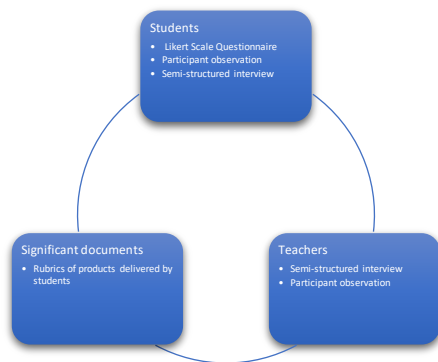 Students
• Likert Scale Questionnaire
• Participant observation
• Semi-structured interview
Significant documents
• Rubrics of products delivered by
students
Teachers
• Semi-structured interview
• Participant observation